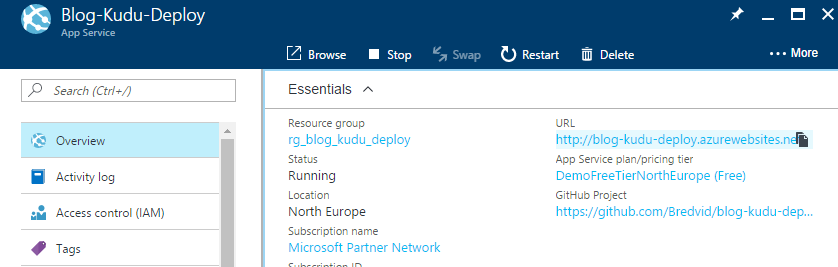 Blog-Kudu-Deploy
App Service
Browse
Stop
Swap
Restart
Delete
More
Search (Ctrl+/)
Overview
Activity log
Access control (IAM)
Tags
Essentials
Resource group
rg_blog_kudu_deploy
Status
Running
Location
North Europe
Subscription name
Microsoft Partner Network
Subscription ID
URL
http://blog-kudu-deploy.azurewebsites.ne
App Service plan/pricing tier
DemoFreeTierNorthEurope (Free)
GitHub Project
https://github.com/Bredvid/blog-kudu-dep...